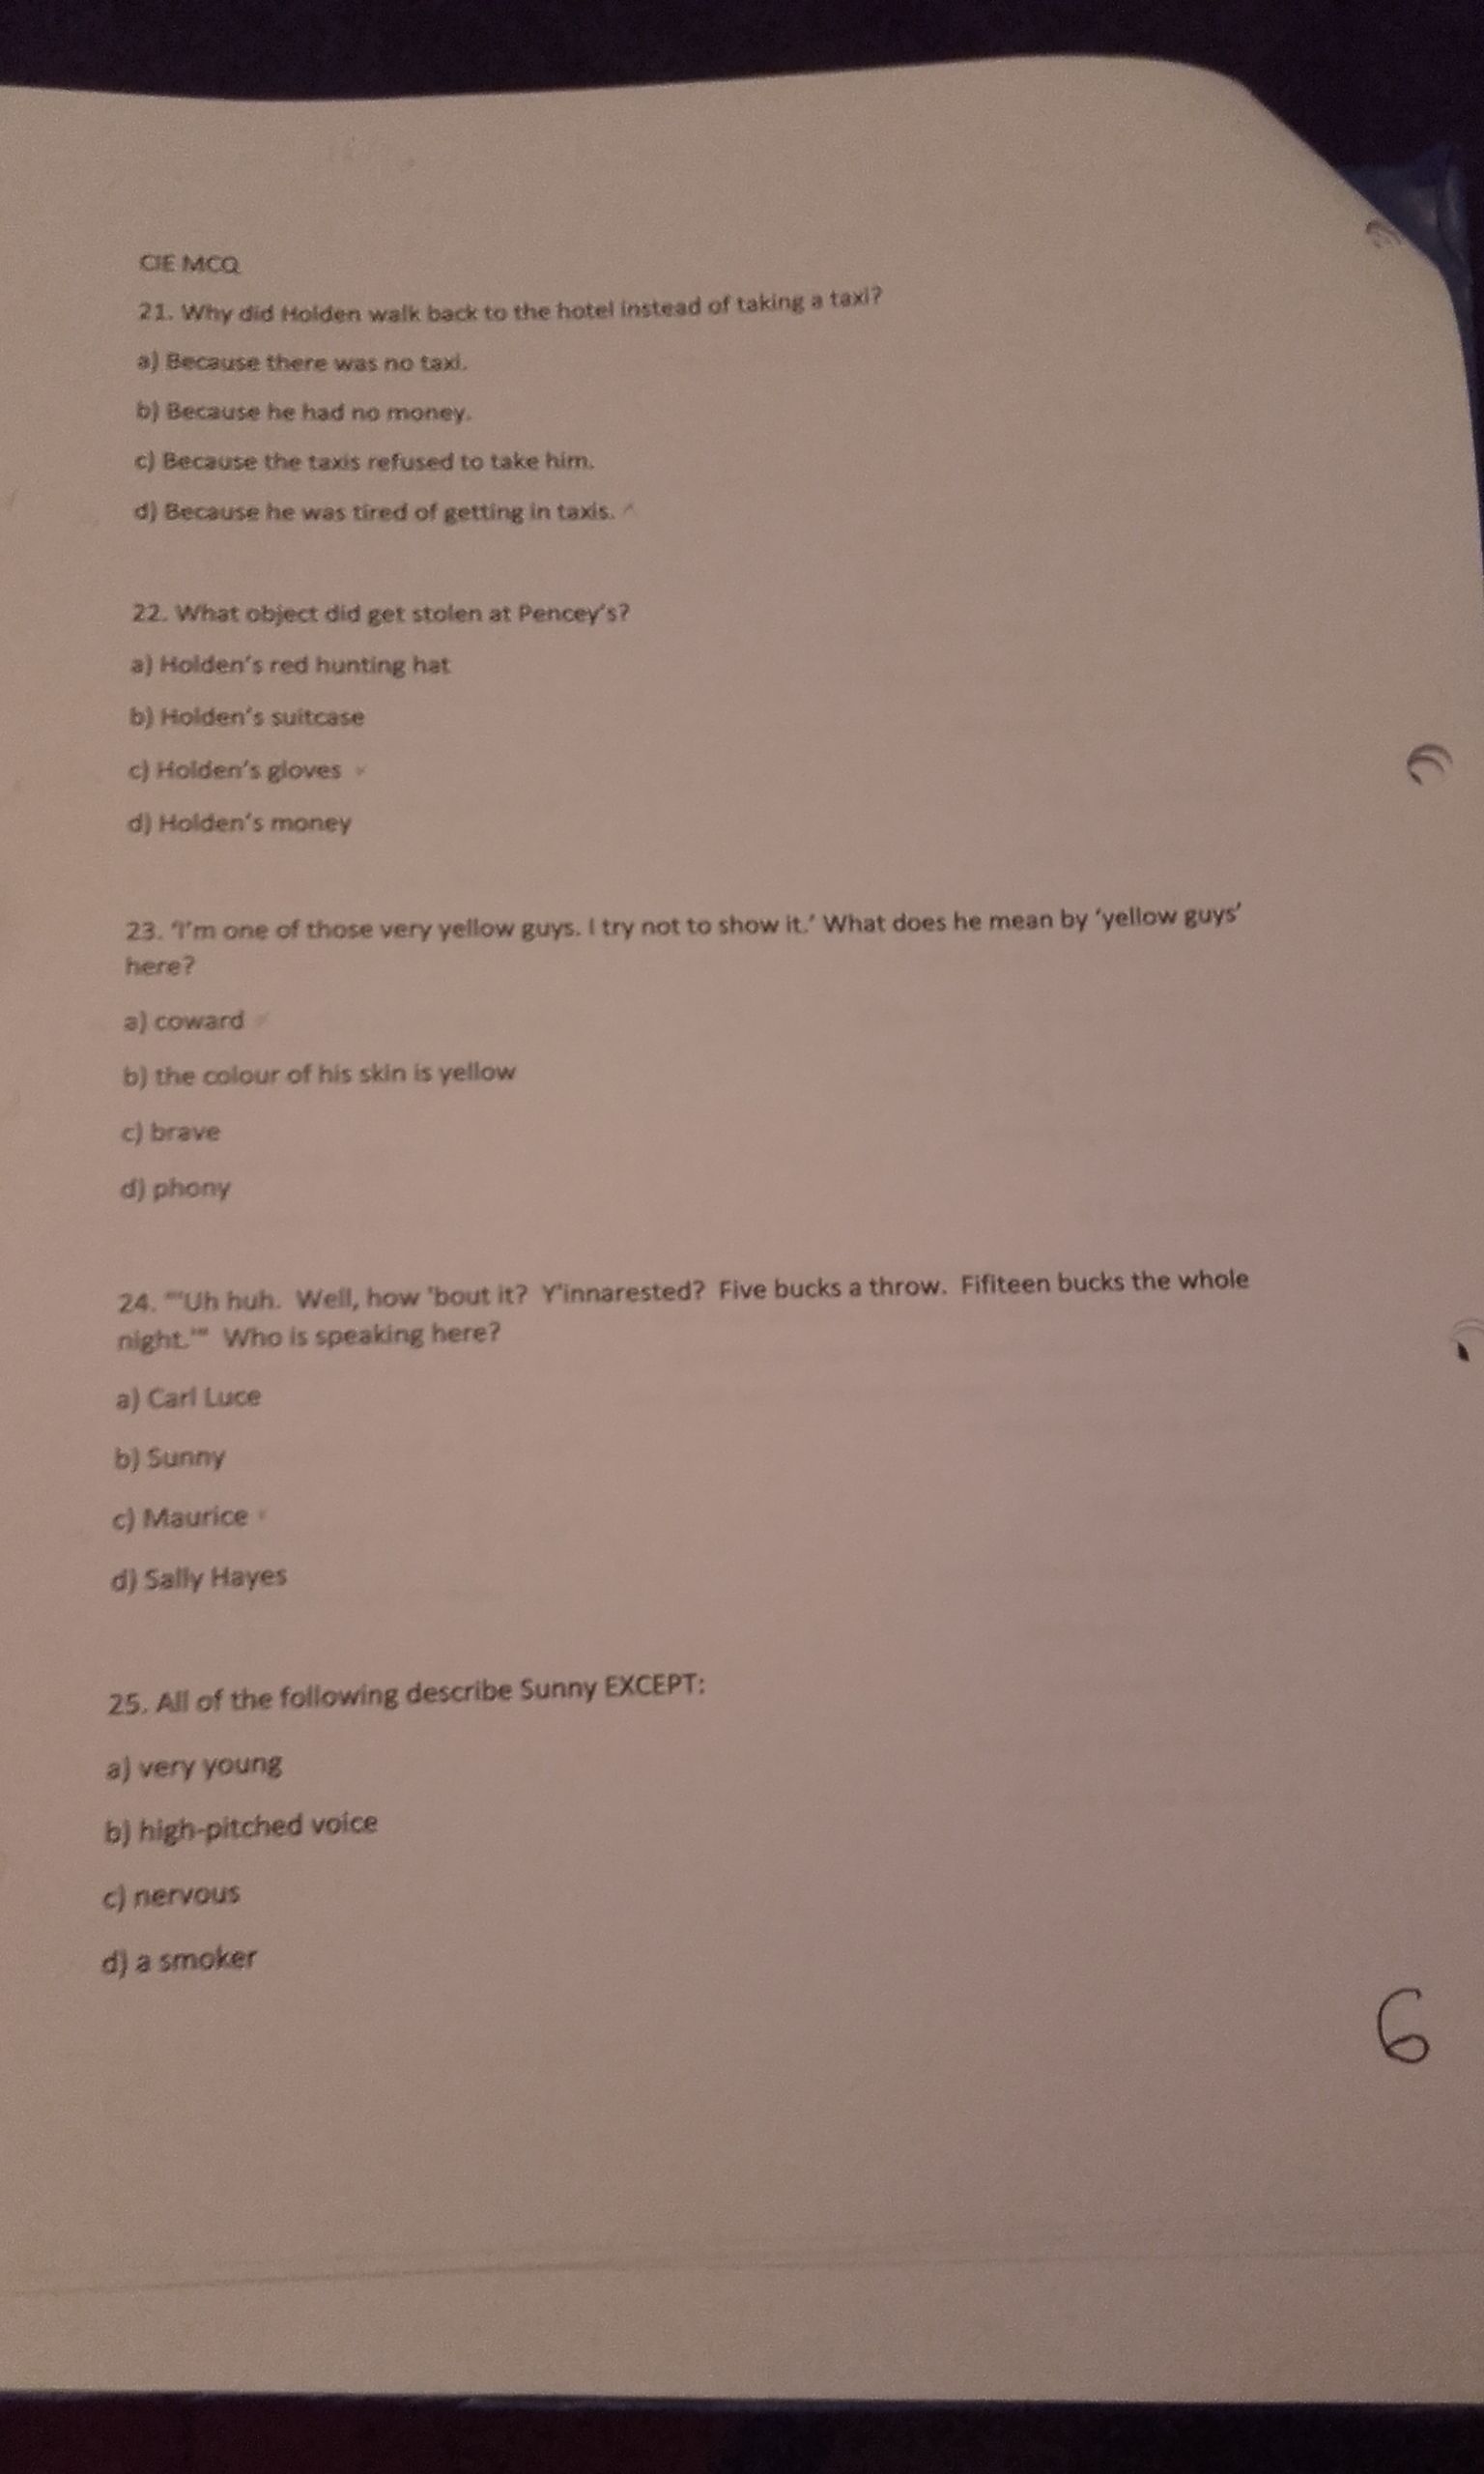 CIE MCQ
21. Why did Holden walk back to the hotel instead of taking a taxi?
a) Because there was no taxi.
b) Because he had no money.
c) Because the taxis refused to take him.
d) Because he was tired of getting in taxis.
22. What object did get stolen at Pencey's?
a) Holden's red hunting hat
b) Holden's suitcase
c) Holden's gloves
d) Holden's money
23. 'I'm one of those very yellow guys. I try not to show it.' What does he mean by 'yellow guys'
here?
a) coward
b) the colour of his skin is yellow
c) brave
d) phony
24. "'Uh huh. Well, how 'bout it? Y'innarested? Five bucks a throw. Fifiteen bucks the whole
night.'" Who is speaking here?
a) Carl Luce
b) Sunny
c) Maurice
d) Sally Hayes
25. All of the following describe Sunny EXCEPT:
a) very young
b) high-pitched voice
c) nervous
d) a smoker
6